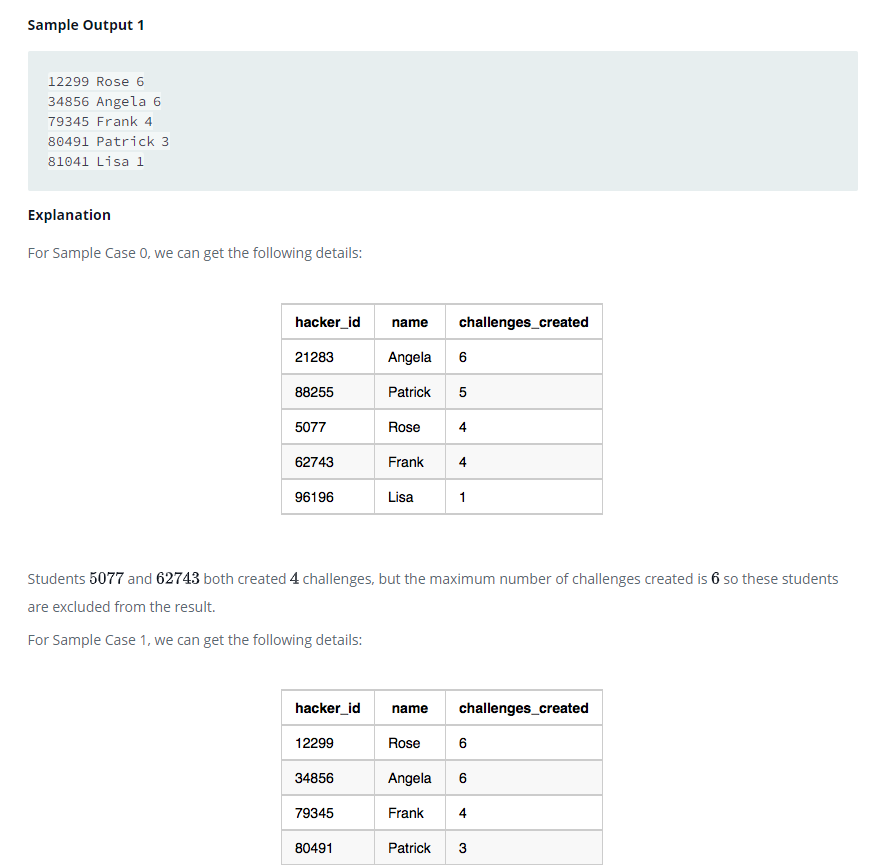 Sample Output 1
12299 Rose 6
34856 Angela 6
79345 Frank 4
80491 Patrick 3
81041 Lisa 1
Explanation
For Sample Case 0, we can get the following details:
hacker_id name challenges_created
21283 Angela 6
88255 Patrick 5
5077 Rose 4
62743 Frank 4
96196 Lisa 1
Students 5077 and 62743 both created 4 challenges, but the maximum number of challenges created is 6 so these students
are excluded from the result.
For Sample Case 1, we can get the following details:
hacker_id name challenges_created
12299 Rose 6
34856 Angela 6
79345 Frank 4
80491 Patrick 3